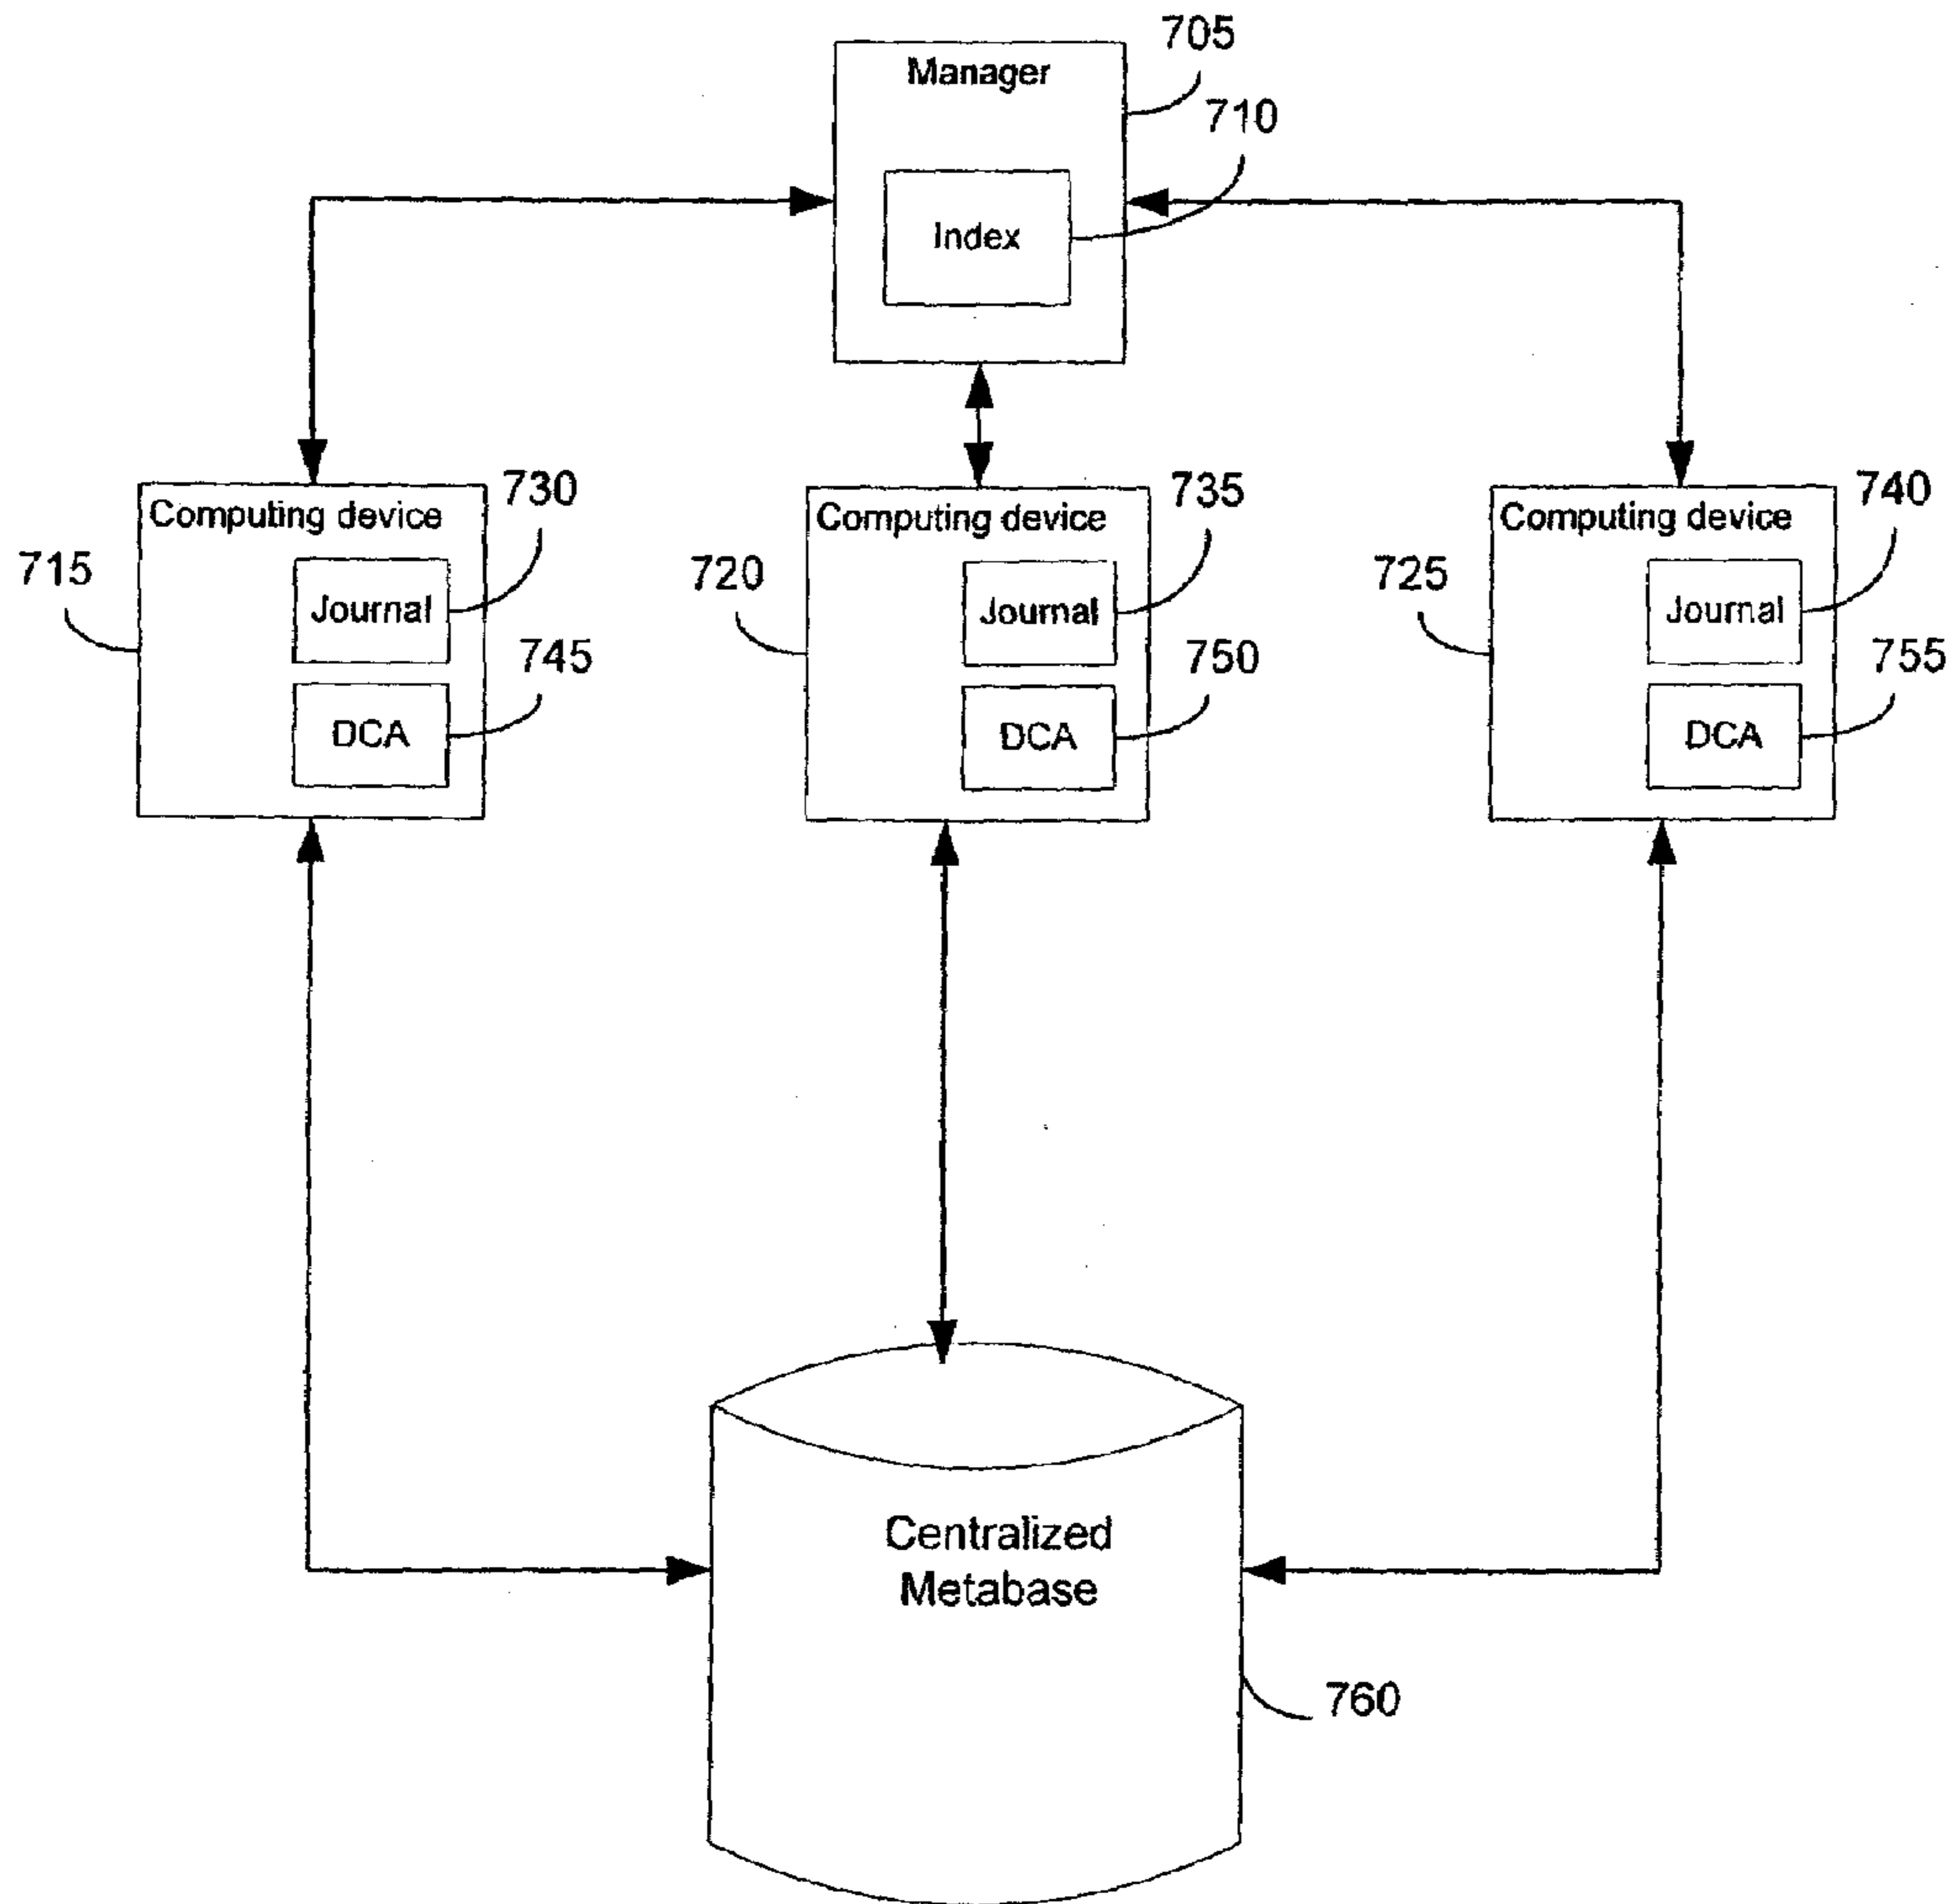 705
Manager
710
Index
Computing device
730
715
Journal
745
DCA
Computing device
735
720
Journal
750
DCA
Computing device
740
725
Journal
755
DCA
Centralized
Metabase
760